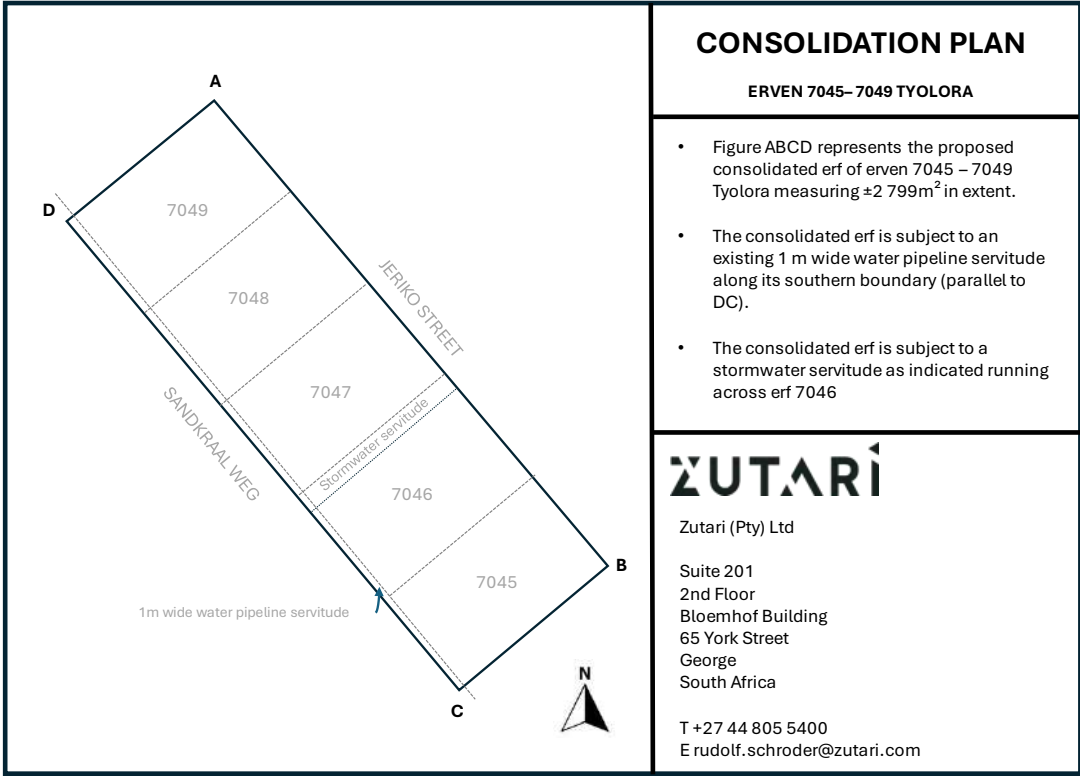 CONSOLIDATION PLAN
ERVEN 7045– 7049 TYOLORA
• Figure ABCD represents the proposed
consolidated erf of erven 7045 – 7049
Tyolora measuring ±2 799m² in extent.
• The consolidated erf is subject to an
existing 1 m wide water pipeline servitude
along its southern boundary (parallel to
DC).
• The consolidated erf is subject to a
stormwater servitude as indicated running
across erf 7046
ZUTARI
Zutari (Pty) Ltd
Suite 201
2nd Floor
Bloemhof Building
65 York Street
George
South Africa
T +27 44 805 5400
E rudolf.schroder@zutari.com
A
D
7049
7048
JERIKO STREET
7047
SANDKRAAL WEG
Stormwater servitude
7046
B
7045
1m wide water pipeline servitude
N
C